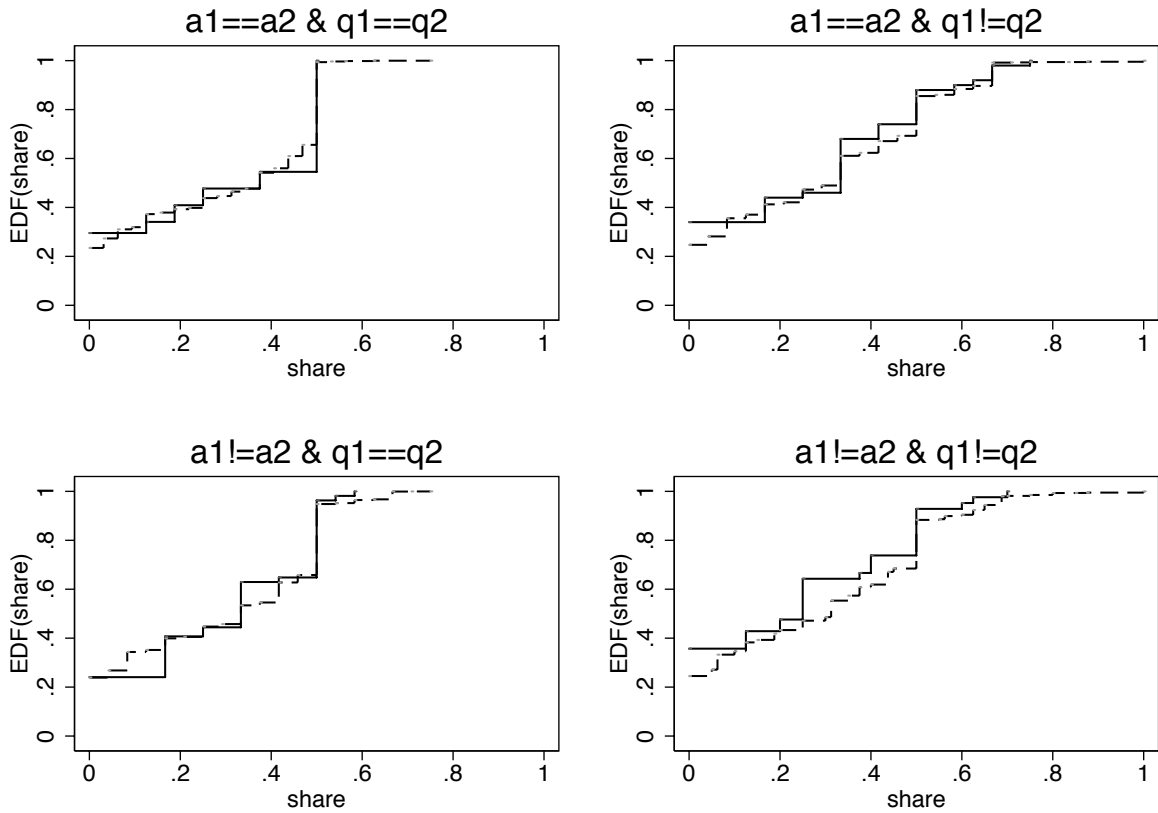 a1==a2 & q1==q2
EDF(share)
0 .2 .4 .6 .8 1
0 .2 .4 .6 .8 1
share
a1==a2 & q1!=q2
EDF(share)
0 .2 .4 .6 .8 1
0 .2 .4 .6 .8 1
share
a1!=a2 & q1==q2
EDF(share)
0 .2 .4 .6 .8 1
0 .2 .4 .6 .8 1
share
a1!=a2 & q1!=q2
EDF(share)
0 .2 .4 .6 .8 1
0 .2 .4 .6 .8 1
share